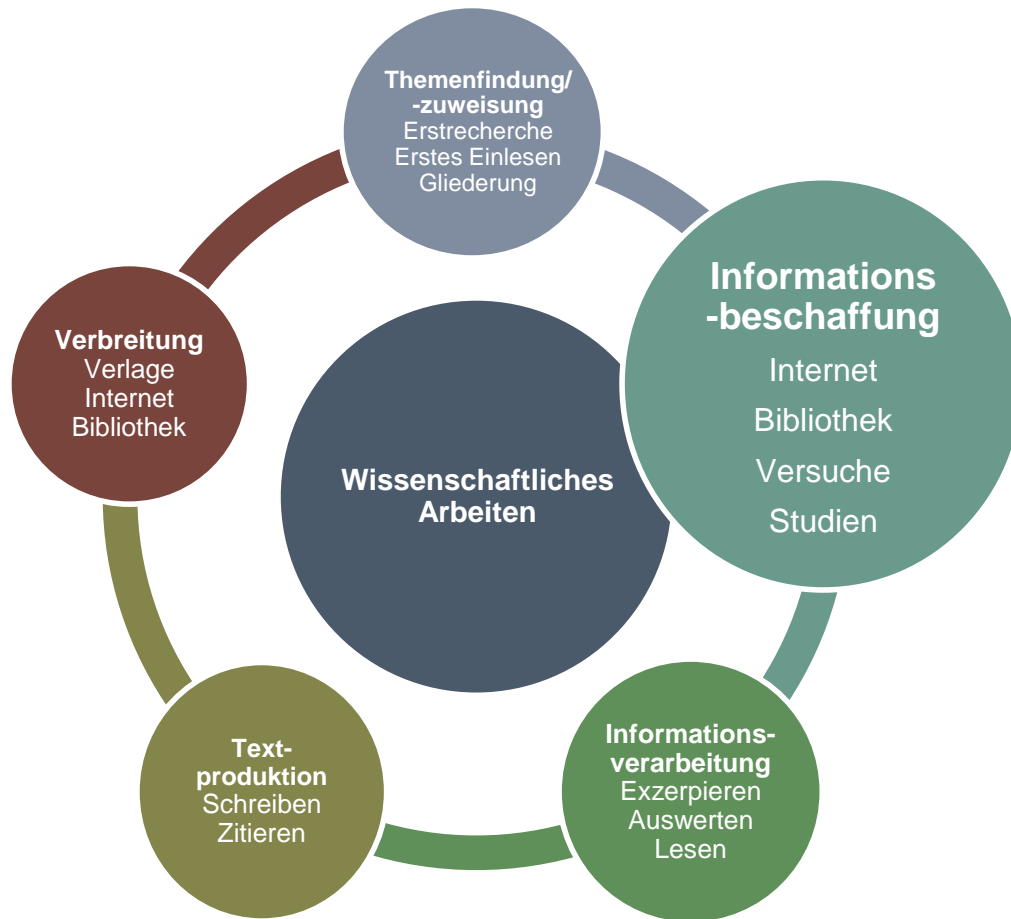 Themenfindung/
-zuweisung
Erstrecherche
Erstes Einlesen
Gliederung
Informations
-beschaffung
Internet
Bibliothek
Versuche
Studien
Informations-
verarbeitung
Exzerpieren
Auswerten
Lesen
Text-
produktion
Schreiben
Zitieren
Verbreitung
Verlage
Internet
Bibliothek
Wissenschaftliches
Arbeiten